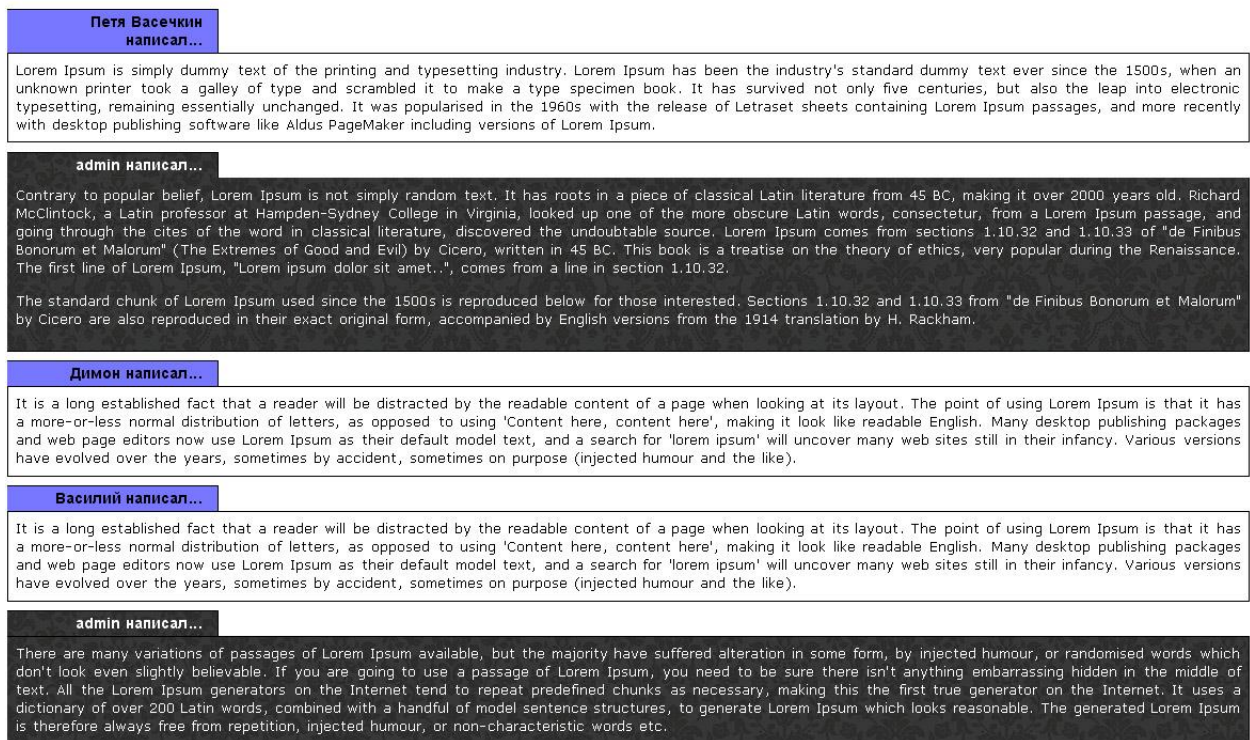 Петя Васечкин
написал...
Lorem Ipsum is simply dummy text of the printing and typesetting industry. Lorem Ipsum has been the industry's standard dummy text ever since the 1500s, when an
unknown printer took a galley of type and scrambled it to make a type specimen book. It has survived not only five centuries, but also the leap into electronic
typesetting, remaining essentially unchanged. It was popularised in the 1960s with the release of Letraset sheets containing Lorem Ipsum passages, and more recently
with desktop publishing software like Aldus PageMaker including versions of Lorem Ipsum.
admin написал...
Contrary to popular belief, Lorem Ipsum is not simply random text. It has roots in a piece of classical Latin literature from 45 BC, making it over 2000 years old. Richard
McClintock, a Latin professor at Hampden-Sydney College in Virginia, looked up one of the more obscure Latin words, consectetur, from a Lorem Ipsum passage, and
going through the cites of the word in classical literature, discovered the undoubtable source. Lorem Ipsum comes from sections 1.10.32 and 1.10.33 of "de Finibus
Bonorum et Malorum" (The Extremes of Good and Evil) by Cicero, written in 45 BC. This book is a treatise on the theory of ethics, very popular during the Renaissance.
The first line of Lorem Ipsum, "Lorem ipsum dolor sit amet..", comes from a line in section 1.10.32.
The standard chunk of Lorem Ipsum used since the 1500s is reproduced below for those interested. Sections 1.10.32 and 1.10.33 from "de Finibus Bonorum et Malorum"
by Cicero are also reproduced in their exact original form, accompanied by English versions from the 1914 translation by H. Rackham.
Димон написал...
It is a long established fact that a reader will be distracted by the readable content of a page when looking at its layout. The point of using Lorem Ipsum is that it has
a more-or-less normal distribution of letters, as opposed to using 'Content here, content here', making it look like readable English. Many desktop publishing packages
and web page editors now use Lorem Ipsum as their default model text, and a search for 'lorem ipsum' will uncover many web sites still in their infancy. Various versions
have evolved over the years, sometimes by accident, sometimes on purpose (injected humour and the like).
Василий написал...
It is a long established fact that a reader will be distracted by the readable content of a page when looking at its layout. The point of using Lorem Ipsum is that it has
a more-or-less normal distribution of letters, as opposed to using 'Content here, content here', making it look like readable English. Many desktop publishing packages
and web page editors now use Lorem Ipsum as their default model text, and a search for 'lorem ipsum' will uncover many web sites still in their infancy. Various versions
have evolved over the years, sometimes by accident, sometimes on purpose (injected humour and the like).
admin написал...
There are many variations of passages of Lorem Ipsum available, but the majority have suffered alteration in some form, by injected humour, or randomised words which
don't look even slightly believable. If you are going to use a passage of Lorem Ipsum, you need to be sure there isn't anything embarrassing hidden in the middle of
text. All the Lorem Ipsum generators on the Internet tend to repeat predefined chunks as necessary, making this the first true generator on the Internet. It uses a
dictionary of over 200 Latin words, combined with a handful of model sentence structures, to generate Lorem Ipsum which looks reasonable. The generated Lorem Ipsum
is therefore always free from repetition, injected humour, or non-characteristic words etc.